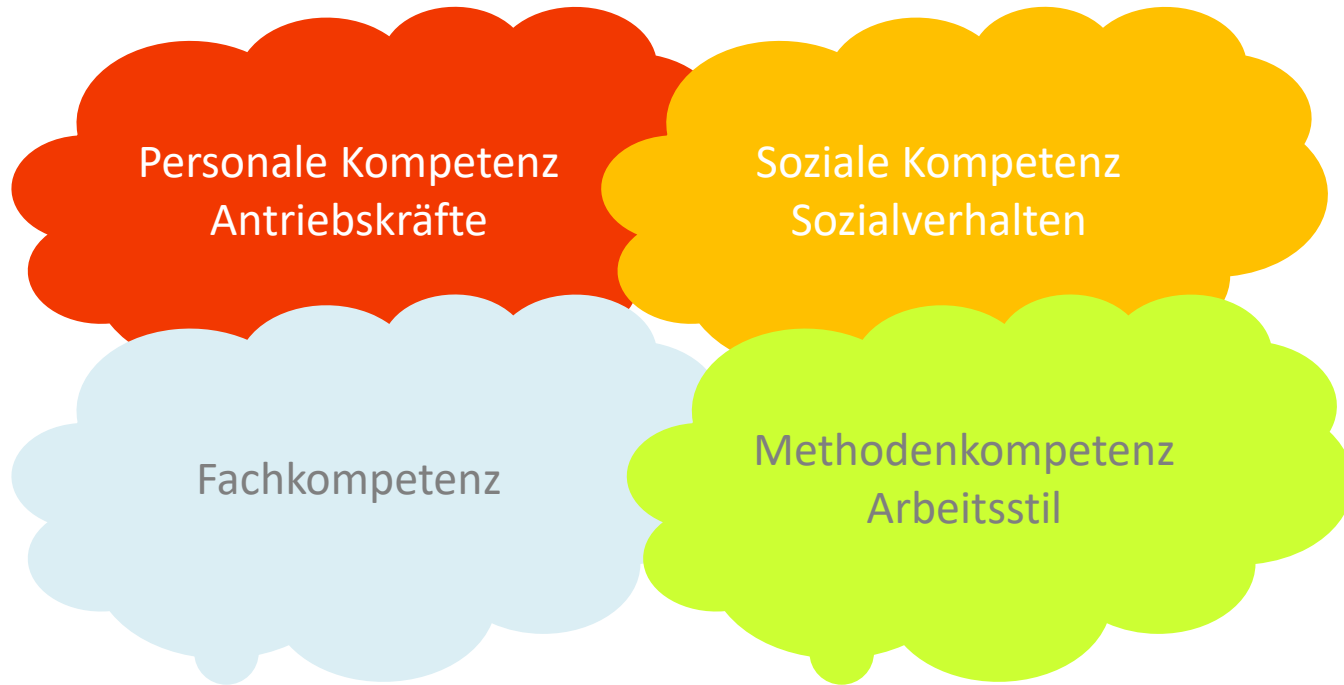 Personale Kompetenz
Antriebskräfte
Soziale Kompetenz
Sozialverhalten
Fachkompetenz
Methodenkompetenz
Arbeitsstil